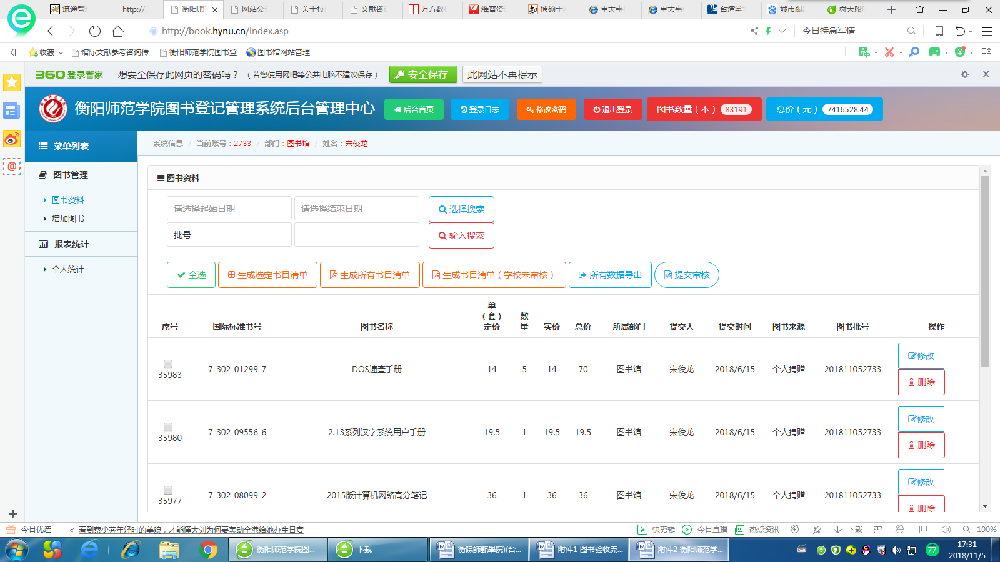 流通管
http://
衡阳师
网站公
关于校
文献咨
万方数
维普资
博硕士
重大事
重大事
台湾学
城市跟
舜天船
http://book.hynu.cn/index.asp
今日特急军情
收藏
馆际文献参考咨询传
衡阳师范学院图书登
图书馆网站管理
360 登录管家
想安全保存此网页的密码吗？
（若您使用网吧等公共电脑不建议保存）
安全保存
此网站不再提示
衡阳师范学院图书登记管理系统后台管理中心
后台首页
登录日志
修改密码
退出登录
图书数量（本） 83191
总价（元） 7416528.44
菜单列表
系统信息 / 当前账号：2733 / 部门：图书馆 / 姓名：宋俊龙
图书管理
图书资料
增加图书
报表统计
个人统计
图书资料
请选择起始日期 请选择结束日期 选择搜索
批号 输入搜索
全选 生成选定书目清单 生成所有书目清单 生成书目清单（学校未审核） 所有数据导出 提交审核
序号 国际标准书号 图书名称 单（套）定价 数量 实价 总价 所属部门 提交人 提交时间 图书来源 图书批号 操作
35983 7-302-01299-7 DOS速查手册 14 5 14 70 图书馆 宋俊龙 2018/6/15 个人捐赠 201811052733 修改 删除
35980 7-302-09556-6 2.13系列汉字系统用户手册 19.5 1 19.5 19.5 图书馆 宋俊龙 2018/6/15 个人捐赠 201811052733 修改 删除
35977 7-302-08099-2 2015版计算机网络高分笔记 36 1 36 36 图书馆 宋俊龙 2018/6/15 个人捐赠 201811052733 修改 删除
今日优选
看到蔡少芬年轻时的美貌，才能懂大刘为何要轰动全港给她办生日宴
快剪辑
今日直播
热点资讯
下载
100%
衡阳师范学院图...
下载
衡陽師範學院)(台...
附件1 图书验收流...
附件2 衡阳师范学...
77
17:31
2018/11/5